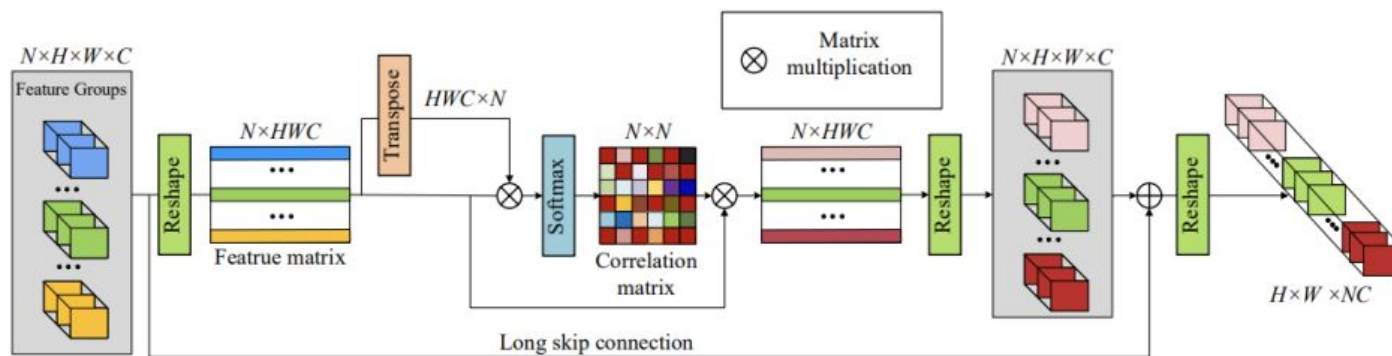 N×H×W×C
Feature Groups
Reshape
N×HWC
Featrue matrix
Transpose
HWC×N
Softmax
N×N
Correlation
matrix
Matrix
multiplication
N×HWC
Reshape
N×H×W×C
Reshape
H×W ×NC
Long skip connection